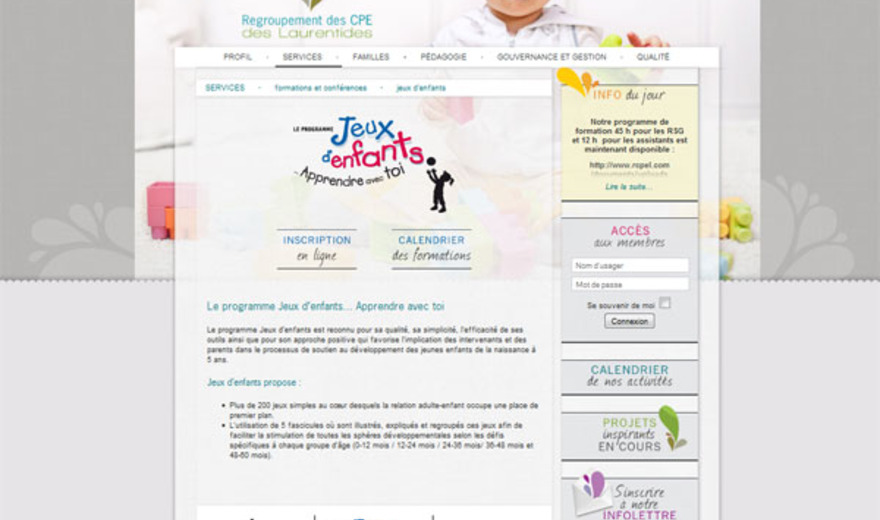 Regroupement des CPE
des Laurentides
PROFIL • SERVICES • FAMILLES • PÉDAGOGIE • GOUVERNANCE ET GESTION • QUALITÉ
SERVICES • formations et conférences • jeux d'enfants
LE PROGRAMME Jeux
d'enfants
Apprendre avec toi
INSCRIPTION
en ligne
CALENDRIER
des formations
Le programme Jeux d'enfants... Apprendre avec toi
Le programme Jeux d'enfants est reconnu pour sa qualité, sa simplicité, l'efficacité de ses
outils ainsi que pour son approche positive qui favorise l'implication des intervenants et des
parents dans le processus de soutien au développement des jeunes enfants de la naissance à
5 ans.
Jeux d'enfants propose :
• Plus de 200 jeux simples au cœur desquels la relation adulte-enfant occupe une place de
premier plan.
• L'utilisation de 5 fascicules où sont illustrés, expliqués et regroupés ces jeux afin de
faciliter la stimulation de toutes les sphères développementales selon les défis
spécifiques à chaque groupe d'âge (0-12 mois / 12-24 mois / 24-36 mois/ 36-48 mois et
48-60 mois).
INFO du jour
Notre programme de
formation 45 h pour les RSG
et 12 h pour les assistants est
maintenant disponible :
http://www.rcpel.com
Lire la suite...
ACCÈS
aux membres
Nom d'usager
Mot de passe
Se souvenir de moi
Connexion
CALENDRIER
de nos activités
PROJETS
inspirants
EN COURS
S'inscrire
à notre
INFOLETTRE